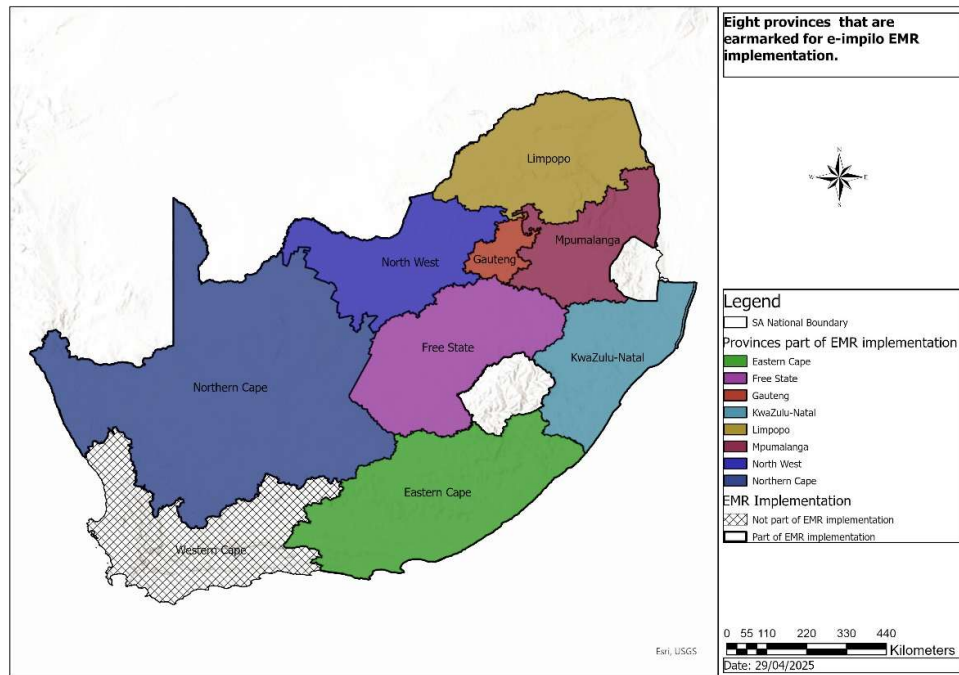 Eight provinces that are
earmarked for e-impilo EMR
implementation.
N
W
E
S
Limpopo
Mpumalanga
North West
Gauteng
Free State
KwaZulu-Natal
Northern Cape
Eastern Cape
Western Cape
Esri, USGS
Legend
SA National Boundary
Provinces part of EMR implementation
Eastern Cape
Free State
Gauteng
KwaZulu-Natal
Limpopo
Mpumalanga
North West
Northern Cape
EMR Implementation
Not part of EMR implementation
Part of EMR implementation
0 55 110 220 330 440
Kilometers
Date: 29/04/2025